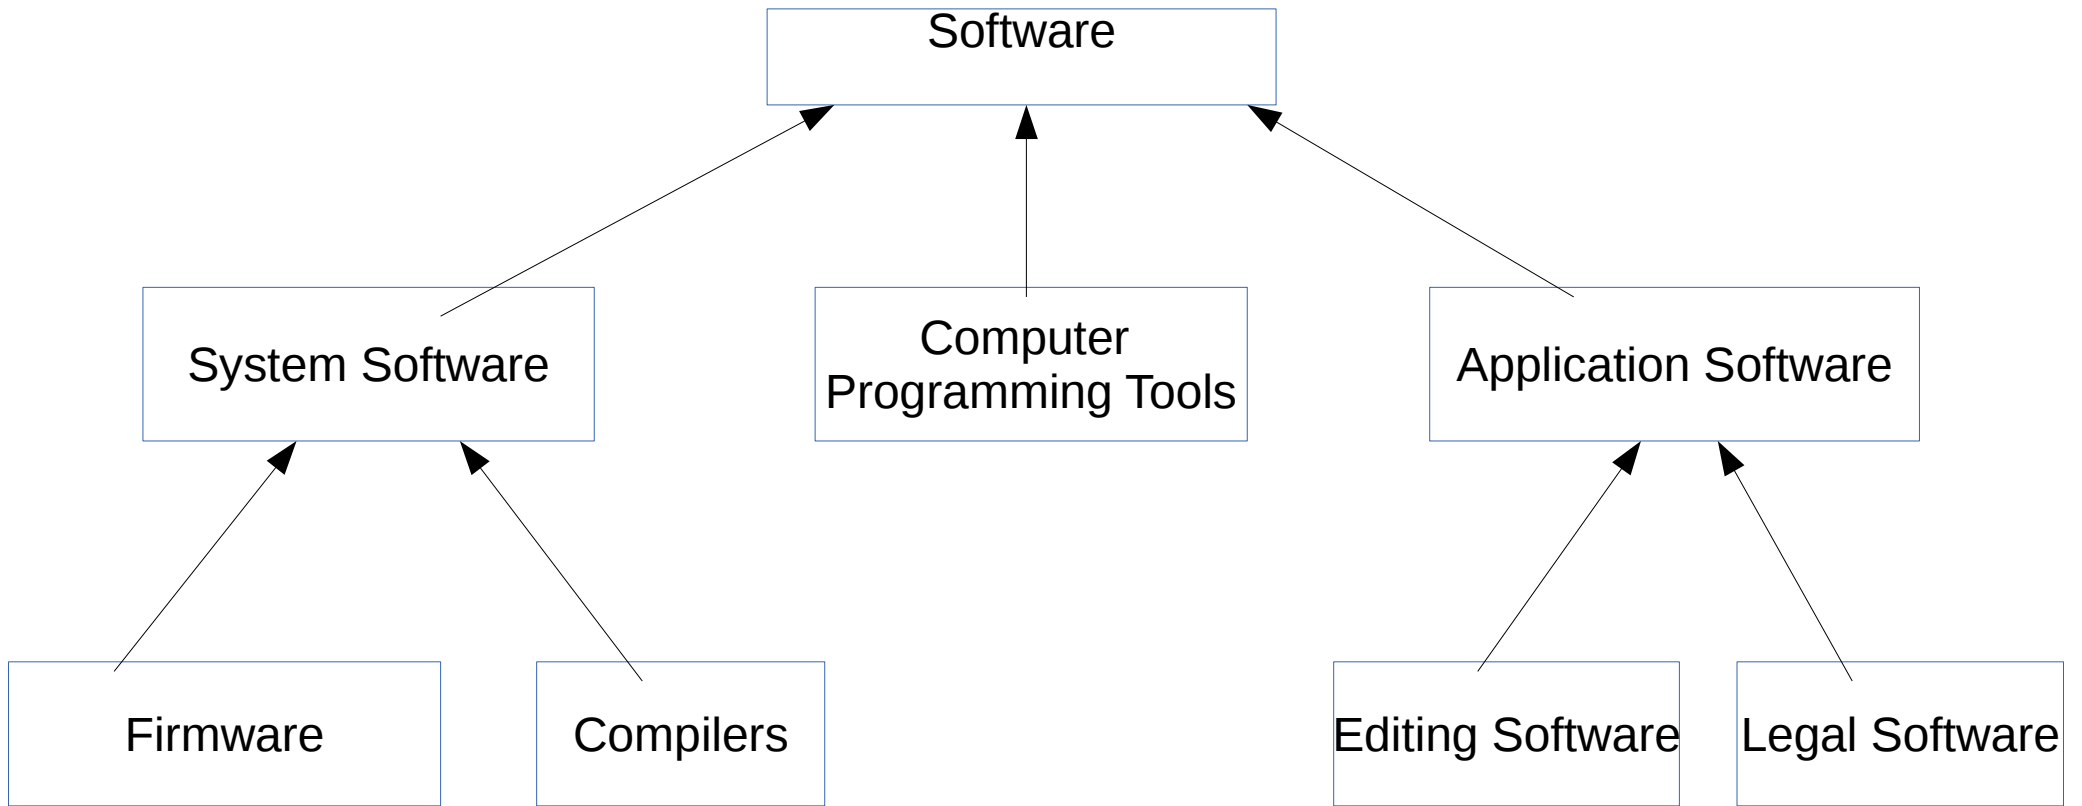 Software
System Software
Computer
Programming Tools
Application Software
Firmware
Compilers
Editing Software
Legal Software